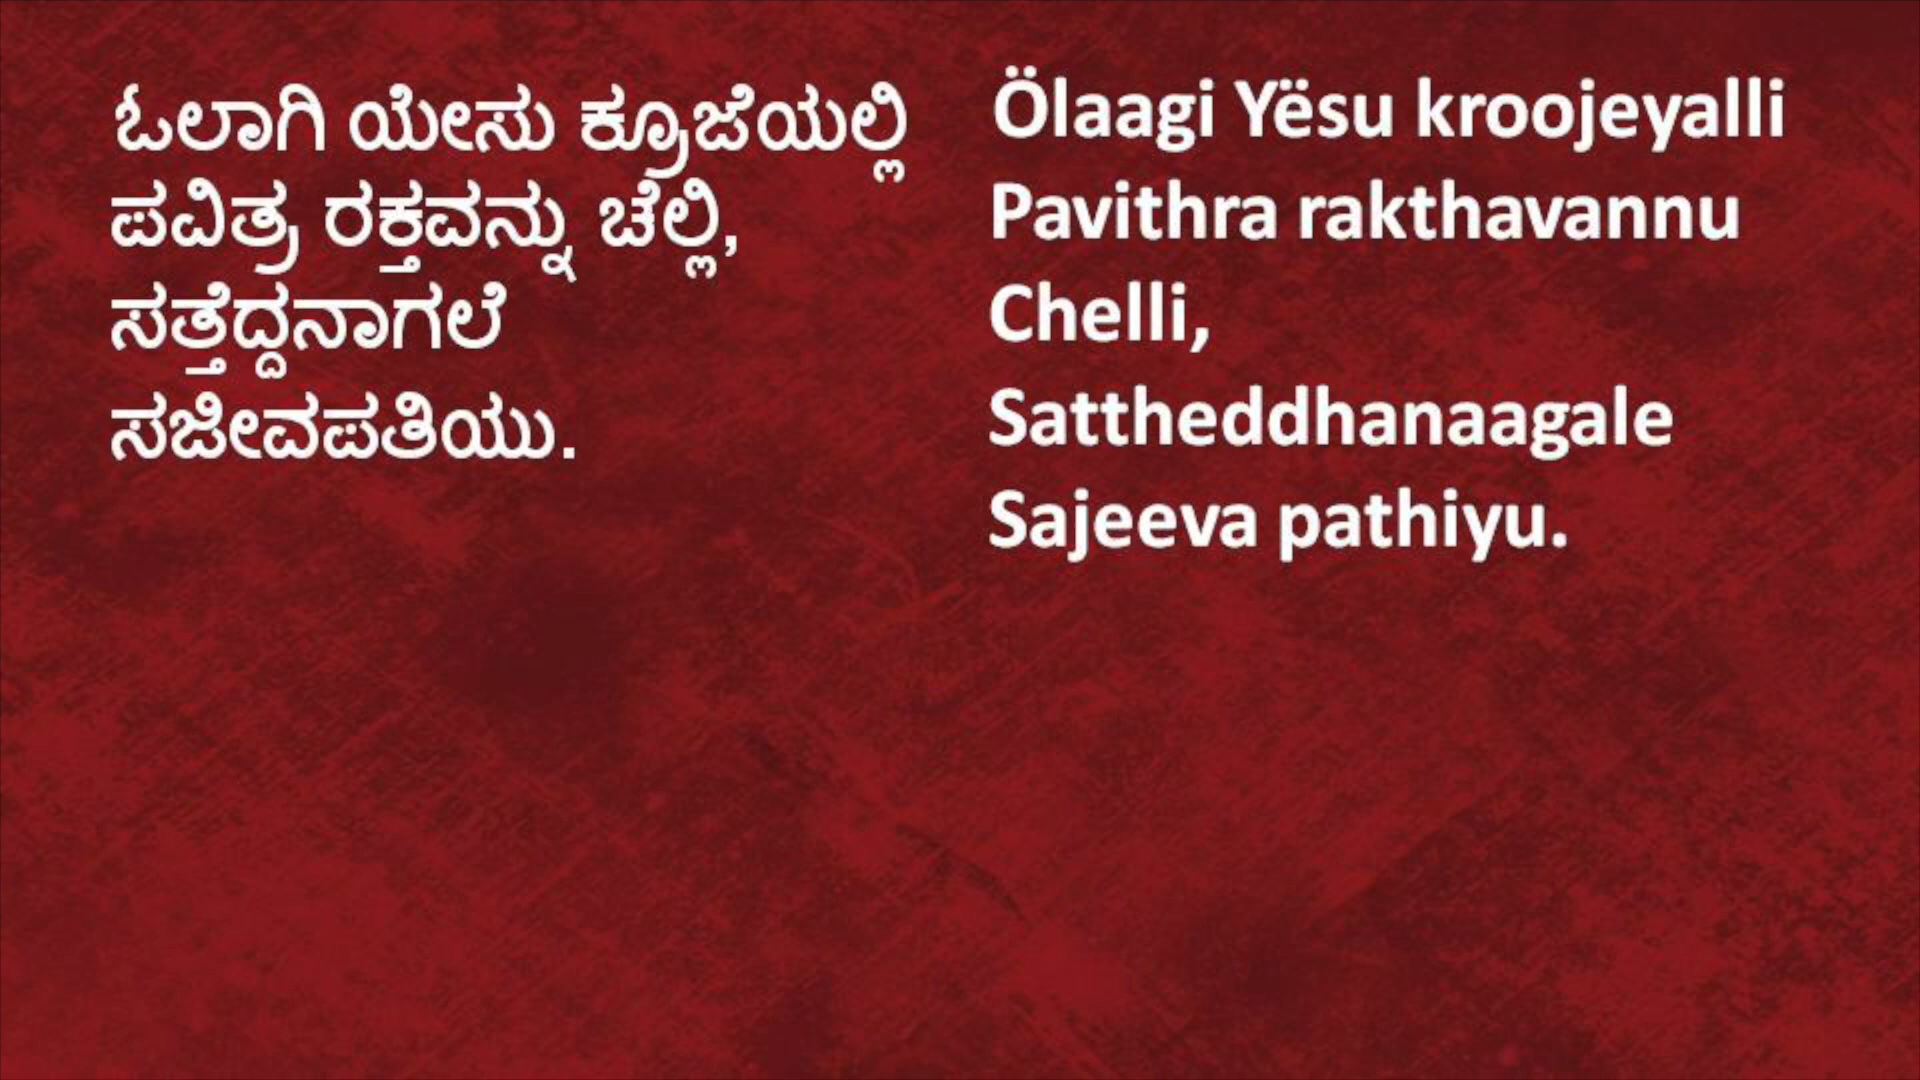 ಓಲಾಗಿ ಯೇಸು ಕ್ರೂಜೆಯಲ್ಲಿ
ಪವಿತ್ರ ರಕ್ತವನ್ನು ಚೆಲ್ಲಿ,
ಸತ್ತೆದ್ದನಾಗಲೆ
ಸಜೀವಪತಿಯು.
Ölaagi Yësu kroojeyalli
Pavithra rakthavannu
Chelli,
Sattheddhanaagale
Sajeeva pathiyu.